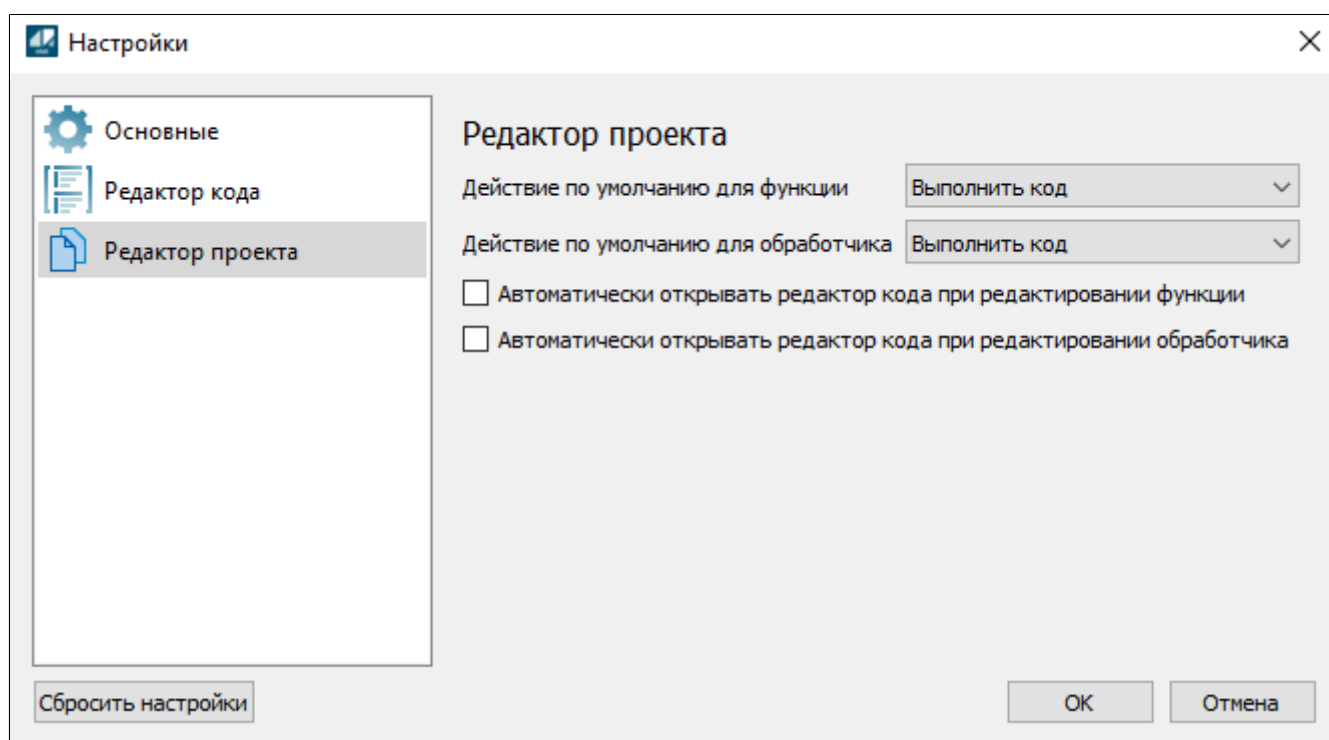 Настройки
Основные
Редактор кода
Редактор проекта
Редактор проекта
Действие по умолчанию для функции Выполнить код
Действие по умолчанию для обработчика Выполнить код
Автоматически открывать редактор кода при редактировании функции
Автоматически открывать редактор кода при редактировании обработчика
Сбросить настройки
OK
Отмена